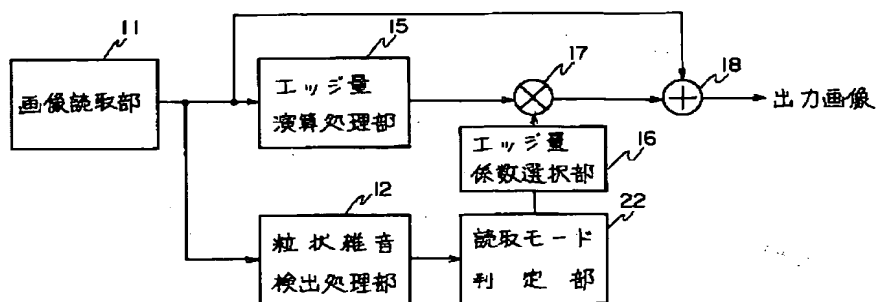 11
画像読取部
15
エッジ量
演算処理部
17
18
出力画像
エッジ量
係数選択部
16
12
粒状雑音
検出処理部
読取モード
判定部
22